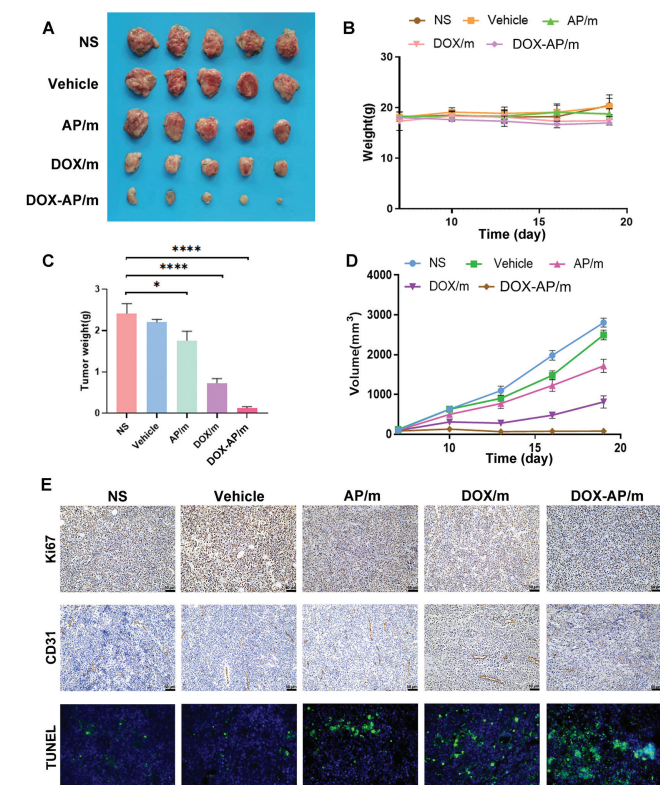 A
NS
Vehicle
AP/m
DOX/m
DOX-AP/m
B
NS Vehicle AP/m
DOX/m DOX-AP/m
Weight(g)
30
20
10
0
10 15 20
Time (day)
C
****
****
*
Tumor weight(g)
3
2
1
0
NS Vehicle AP/m DOX/m DOX-AP/m
D
NS Vehicle AP/m
DOX/m DOX-AP/m
Volume(mm3)
4000
3000
2000
1000
0
10 15 20
Time (day)
E
NS Vehicle AP/m DOX/m DOX-AP/m
Ki67
CD31
TUNEL